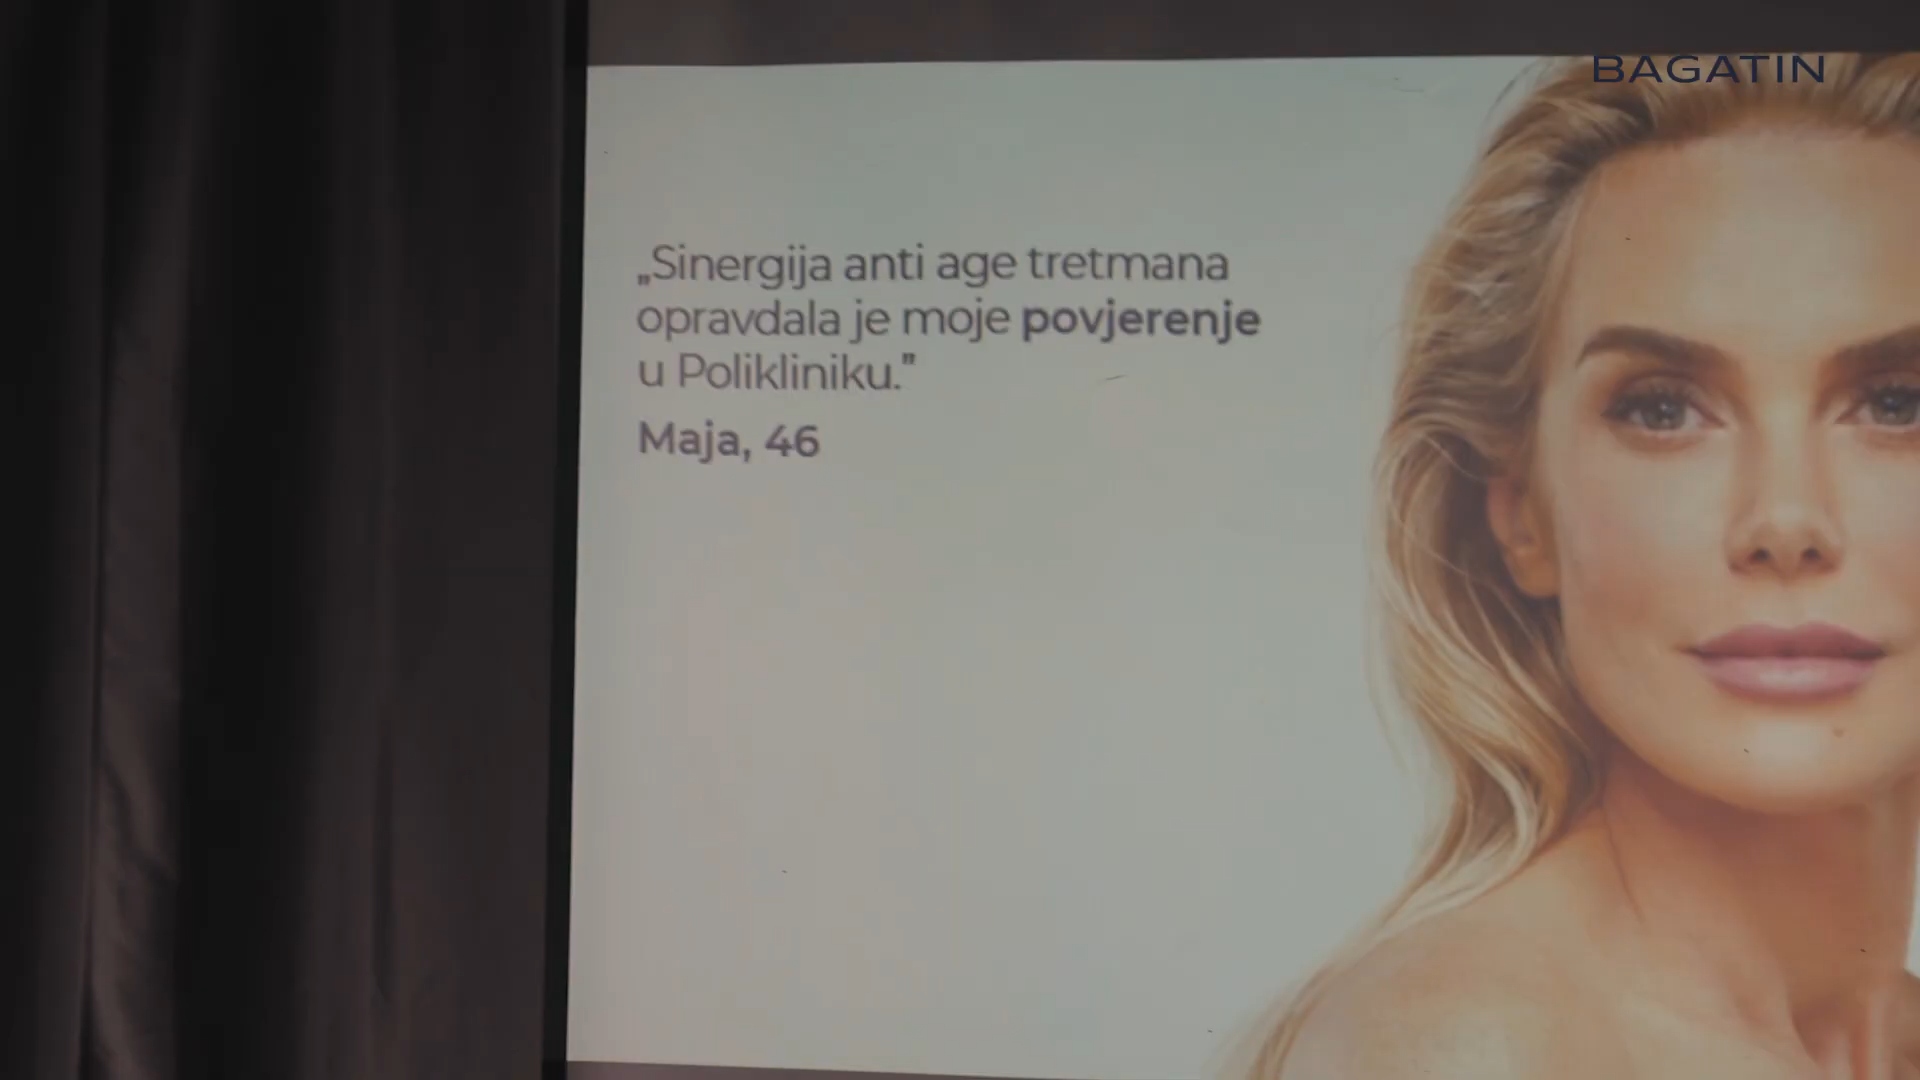 BAGATIN
„Sinergija anti age tretmana
opravdala je moje povjerenje
u Polikliniku."
Maja, 46